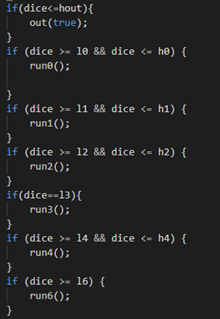 if(dice<=hout){
out(true);
}
if (dice >= l0 && dice <= h0) {
run0();
}
if (dice >= l1 && dice <= h1) {
run1();
}
if (dice >= l2 && dice <= h2) {
run2();
}
if(dice==l3){
run3();
}
if (dice >= l4 && dice <= h4) {
run4();
}
if (dice >= l6) {
run6();
}